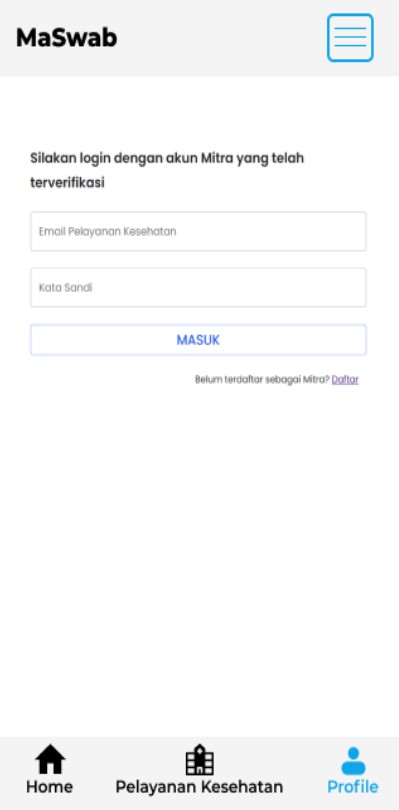 MaSwab
Silakan login dengan akun Mitra yang telah
terverifikasi
Email Pelayanan Kesehatan
Kata Sandi
MASUK
Belum terdaftar sebagai Mitra? Daftar
Home
Pelayanan Kesehatan
Profile